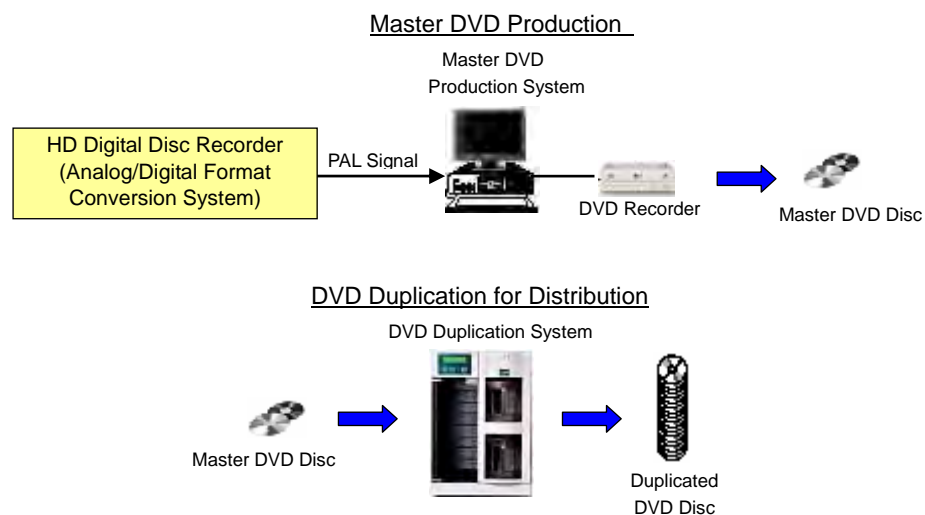 Master DVD Production
Master DVD
Production System
HD Digital Disc Recorder
(Analog/Digital Format
Conversion System)
PAL Signal
DVD Recorder
Master DVD Disc
DVD Duplication for Distribution
DVD Duplication System
Master DVD Disc
Duplicated
DVD Disc